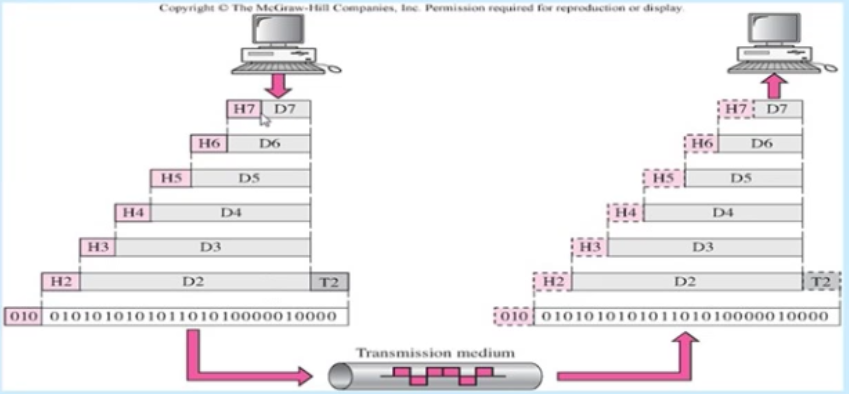 Copyright © The McGraw-Hill Companies, Inc. Permission required for reproduction or display.
H7 D7 H7 D7
H6 D6 H6 D6
H5 D5 H5 D5
H4 D4 H4 D4
H3 D3 H3 D3
H2 D2 T2 H2 D2 T2
010 010101010101101010100000010000 010 010101010101101010100000010000
Transmission medium